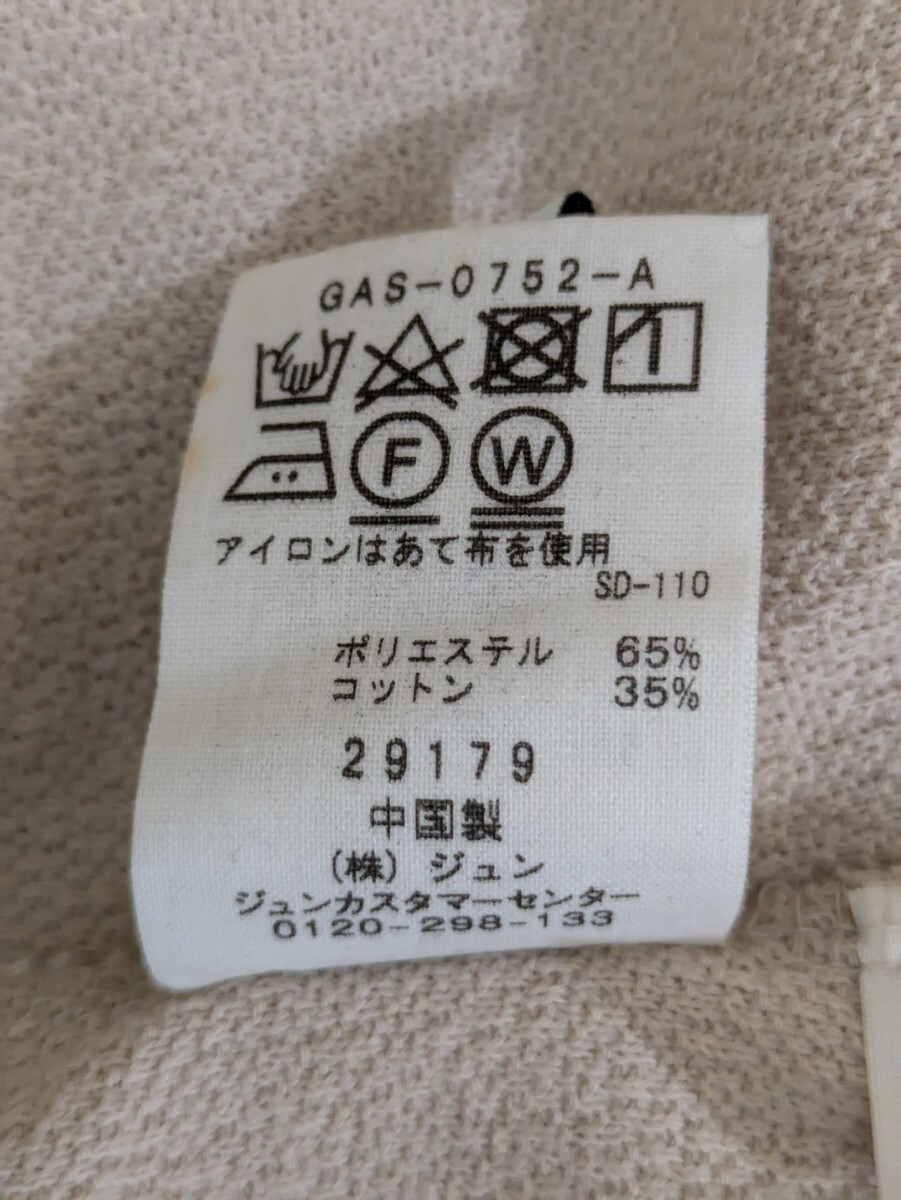 GAS-0752-A
F W
アイロンはあて布を使用
SD-110
ポリエステル 65%
コットン 35%
29179
中国製
(株) ジュン
ジュンカスタマーセンター
0120-298-133